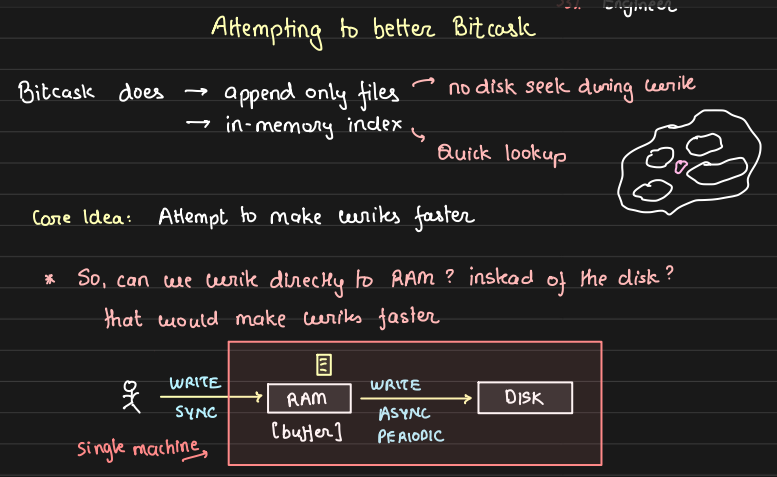 Engineer
Attempting to better Bitcask
Bitcask does → append only files → no disk seek during write
→ in-memory index
Quick lookup
Core Idea: Attempt to make writes faster
* So, can we write directly to RAM? instead of the disk?
that would make writes faster
WRITE
SYNC
RAM
[buffer]
WRITE
ASYNC
PERIODIC
DISK
Single machine